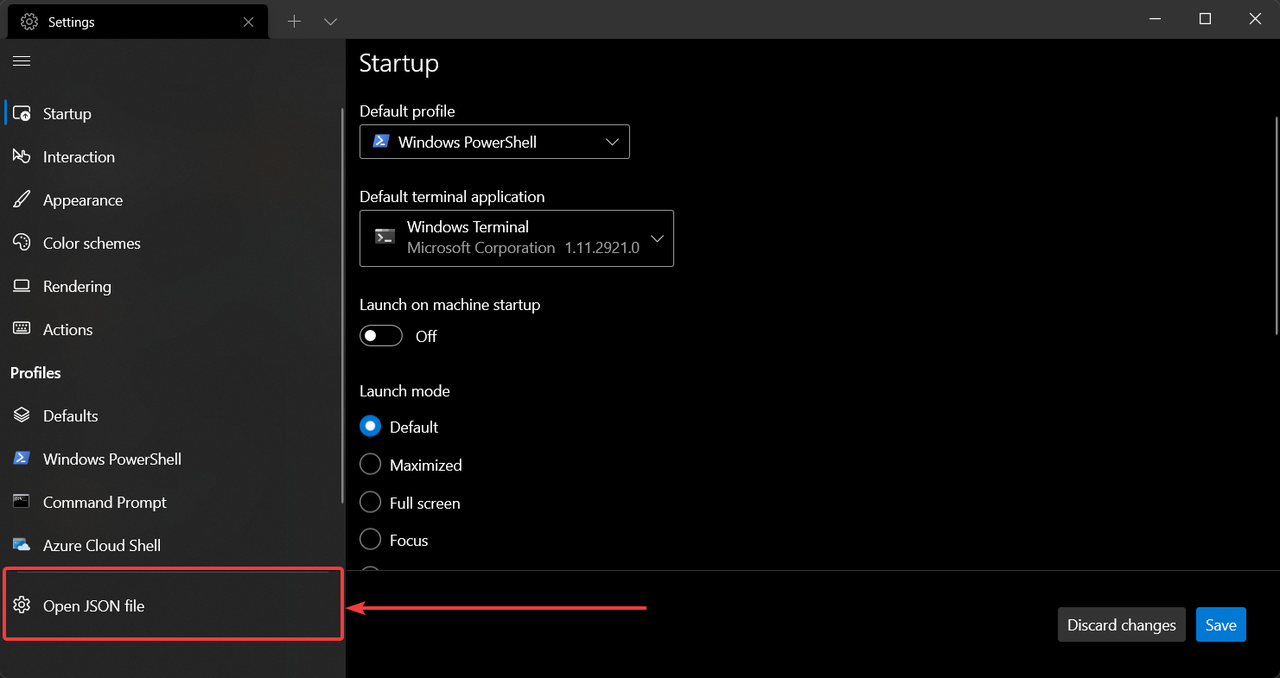 Settings
Startup
Interaction
Appearance
Color schemes
Rendering
Actions
Profiles
Defaults
Windows PowerShell
Command Prompt
Azure Cloud Shell
Open JSON file
Startup
Default profile
Windows PowerShell
Default terminal application
Windows Terminal
Microsoft Corporation 1.11.2921.0
Launch on machine startup
Off
Launch mode
Default
Maximized
Full screen
Focus
Discard changes
Save